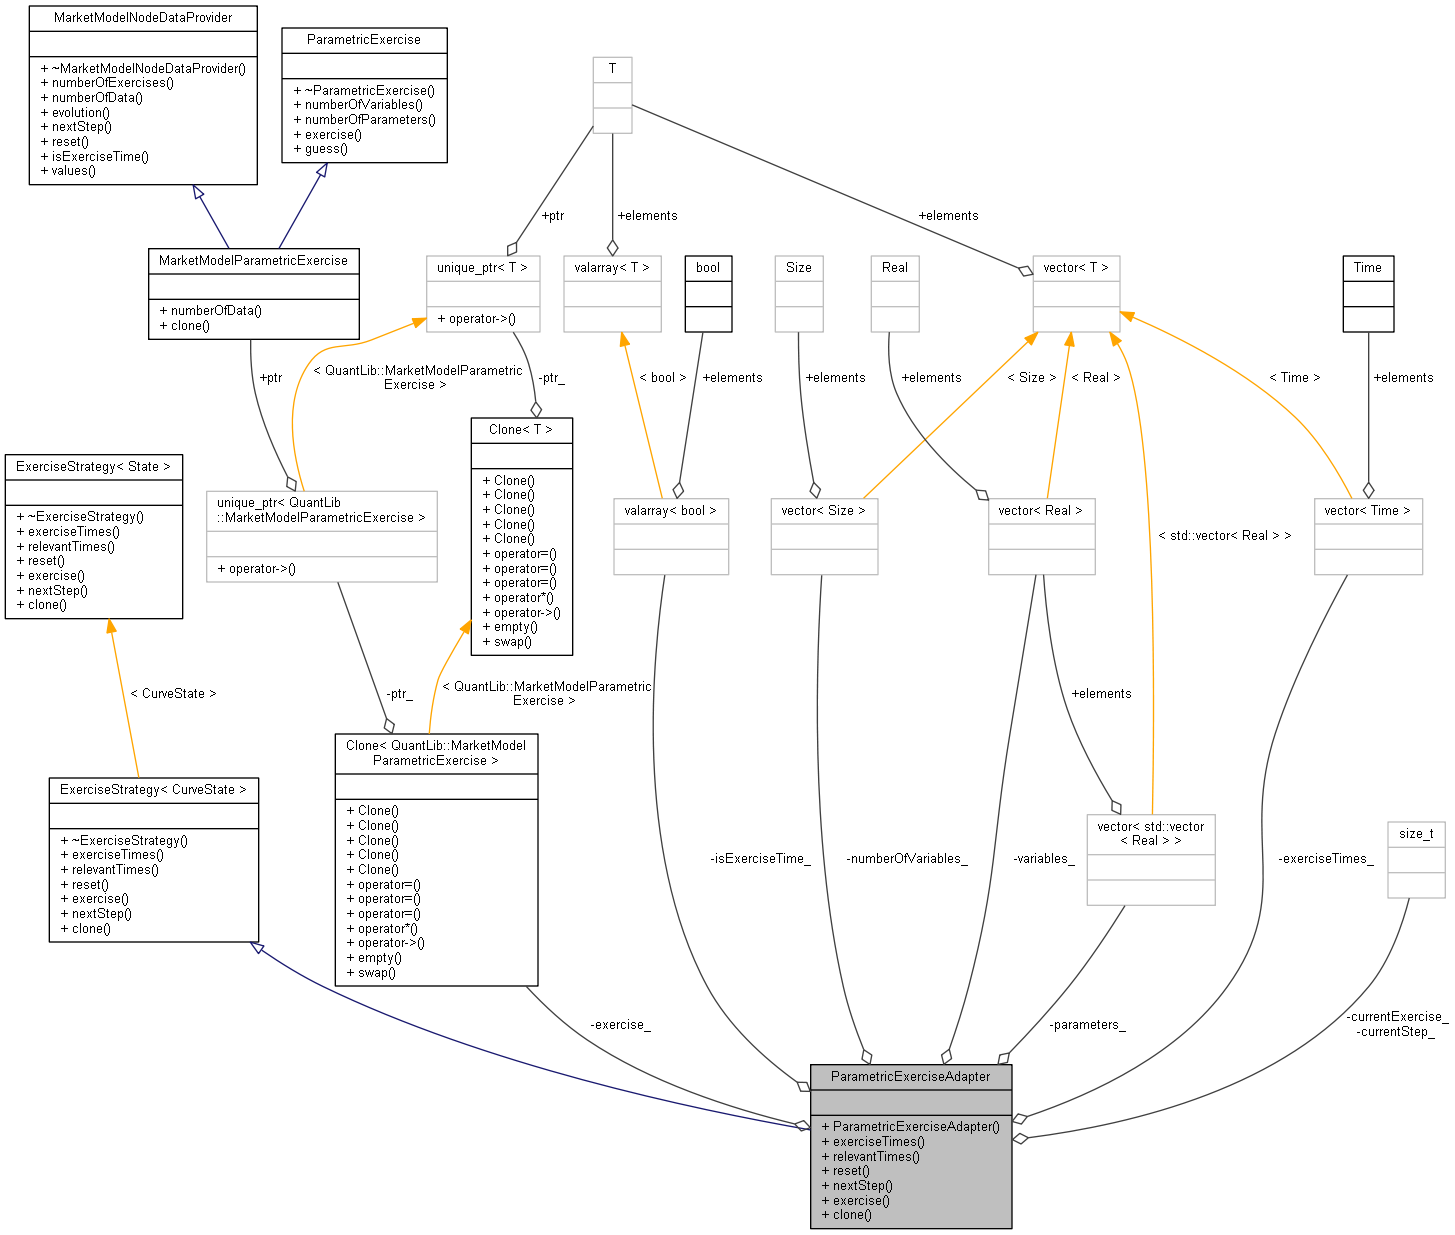 MarketModelNodeDataProvider
+ ~MarketModelNodeDataProvider()
+ numberOfExercises()
+ numberOfData()
+ evolution()
+ nextStep()
+ reset()
+ isExerciseTime()
+ values()
ParametricExercise
+ ~ParametricExercise()
+ numberOfVariables()
+ numberOfParameters()
+ exercise()
+ guess()
T
+ptr
+elements
+elements
MarketModelParametricExercise
+ numberOfData()
+ clone()
unique_ptr< T >
+ operator->()
valarray< T >
bool
Size
Real
vector< T >
Time
+ptr
< QuantLib::MarketModelParametric
Exercise >
-ptr_
< bool >
+elements
+elements
+elements
< Size >
< Real >
< Time >
+elements
ExerciseStrategy< State >
+ ~ExerciseStrategy()
+ exerciseTimes()
+ relevantTimes()
+ reset()
+ exercise()
+ nextStep()
+ clone()
unique_ptr< QuantLib
::MarketModelParametricExercise >
+ operator->()
Clone< T >
+ Clone()
+ Clone()
+ Clone()
+ Clone()
+ Clone()
+ operator=()
+ operator=()
+ operator=()
+ operator*()
+ operator->()
+ empty()
+ swap()
valarray< bool >
vector< Size >
vector< Real >
< std::vector< Real > >
vector< Time >
< CurveState >
-ptr_
< QuantLib::MarketModelParametric
Exercise >
+elements
ExerciseStrategy< CurveState >
+ ~ExerciseStrategy()
+ exerciseTimes()
+ relevantTimes()
+ reset()
+ exercise()
+ nextStep()
+ clone()
Clone< QuantLib::MarketModel
ParametricExercise >
+ Clone()
+ Clone()
+ Clone()
+ Clone()
+ Clone()
+ operator=()
+ operator=()
+ operator=()
+ operator*()
+ operator->()
+ empty()
+ swap()
vector< std::vector
< Real > >
size_t
-isExerciseTime_
-numberOfVariables_
-variables_
-exerciseTimes_
-exercise_
-parameters_
-currentExercise_
-currentStep_
ParametricExerciseAdapter
+ ParametricExerciseAdapter()
+ exerciseTimes()
+ relevantTimes()
+ reset()
+ nextStep()
+ exercise()
+ clone()